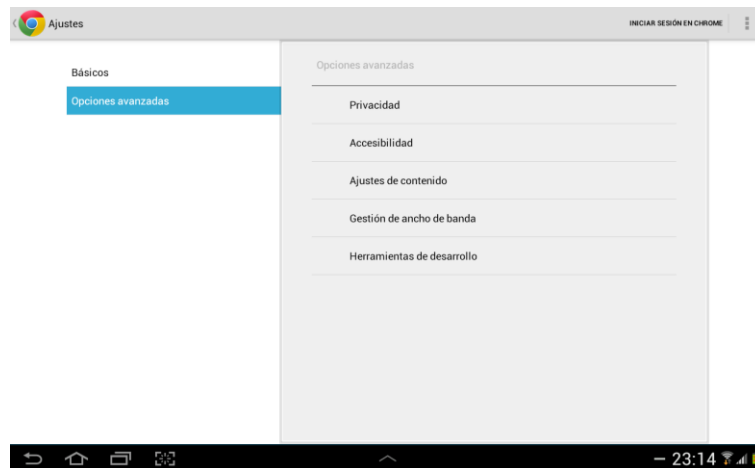 Ajustes
INICIAR SESIÓN EN CHROME
Básicos
Opciones avanzadas
Opciones avanzadas
Privacidad
Accesibilidad
Ajustes de contenido
Gestión de ancho de banda
Herramientas de desarrollo
23:14